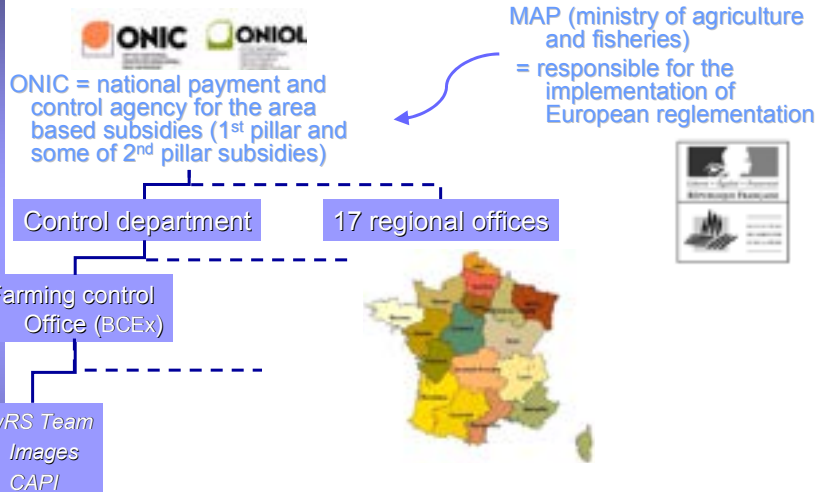 ONIC
ONIOL
MAP (ministry of agriculture
and fisheries)
= responsible for the
implementation of
European reglementation
ONIC = national payment and
control agency for the area
based subsidies (1st pillar and
some of 2nd pillar subsidies)
RÉPUBLIQUE FRANÇAISE
Control department
17 regional offices
arming control
Office (BCEx)
RS Team
Images
CAPI